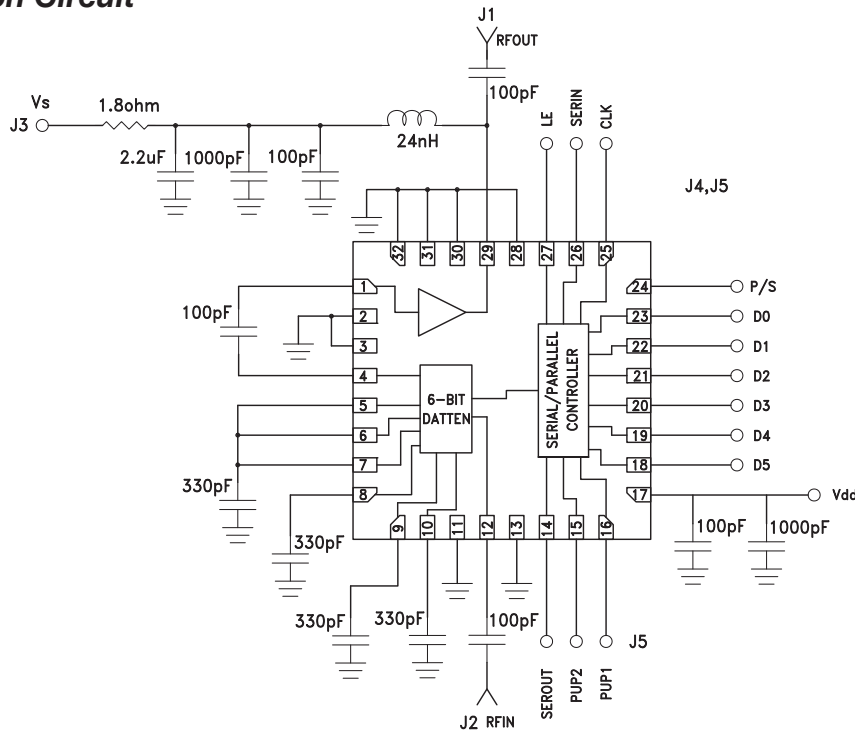 on Circuit
J1
RFOUT
100pF
Vs
1.8ohm
J3
24nH
LE
SERIN
CLK
2.2uF
1000pF
100pF
J4,J5
32
31
30
29
28
27
26
25
1
24
P/S
2
23
D0
100pF
3
22
D1
4
21
D2
6-BIT
DATTEN
SERIAL/PARALLEL
CONTROLLER
5
20
D3
6
19
D4
7
18
D5
330pF
8
17
Vdd
9
10
11
12
13
14
15
16
100pF
1000pF
330pF
330pF
330pF
100pF
J5
SEROUT
PUP2
PUP1
J2
RFIN